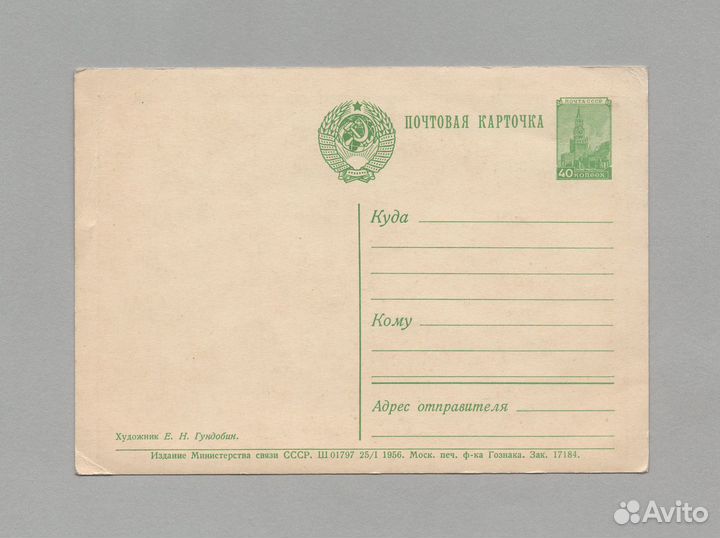 ПОЧТОВАЯ КАРТОЧКА
ПОЧТА СССР
40 КОПЕЕК
Куда
Кому
Адрес отправителя
Художник Е. Н. Гундобин.
Издание Министерства связи СССР. Ш 01797 25/I 1956. Моск. печ. ф-ка Гознака. Зак. 17184.
Avito